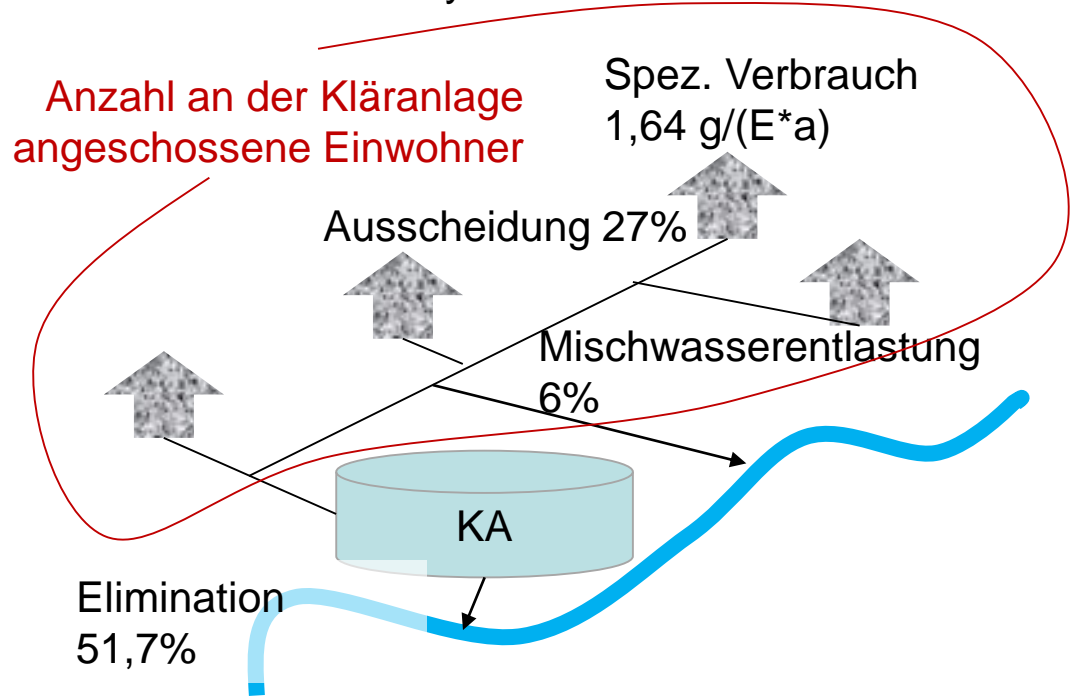 Anzahl an der Kläranlage
angeschossene Einwohner
Spez. Verbrauch
1,64 g/(E*a)
Ausscheidung 27%
Mischwasserentlastung
6%
KA
Elimination
51,7%